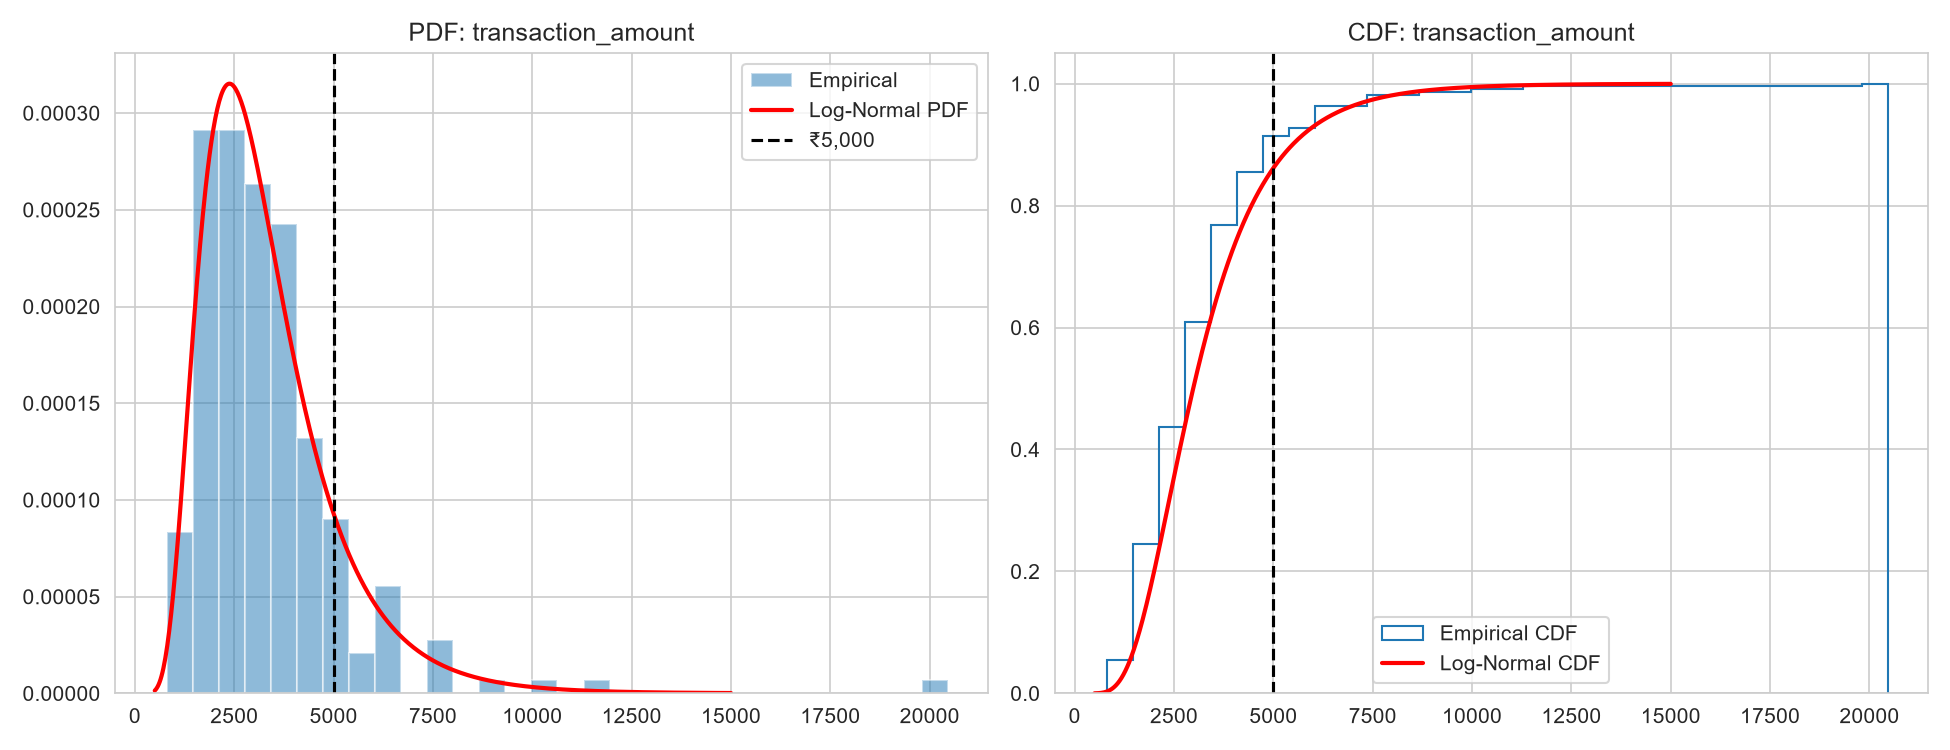 PDF: transaction_amount
0.00030
0.00025
0.00020
0.00015
0.00010
0.00005
0.00000
0 2500 5000 7500 10000 12500 15000 17500 20000
Empirical
Log-Normal PDF
₹5,000
CDF: transaction_amount
1.0
0.8
0.6
0.4
0.2
0.0
0 2500 5000 7500 10000 12500 15000 17500 20000
Empirical CDF
Log-Normal CDF